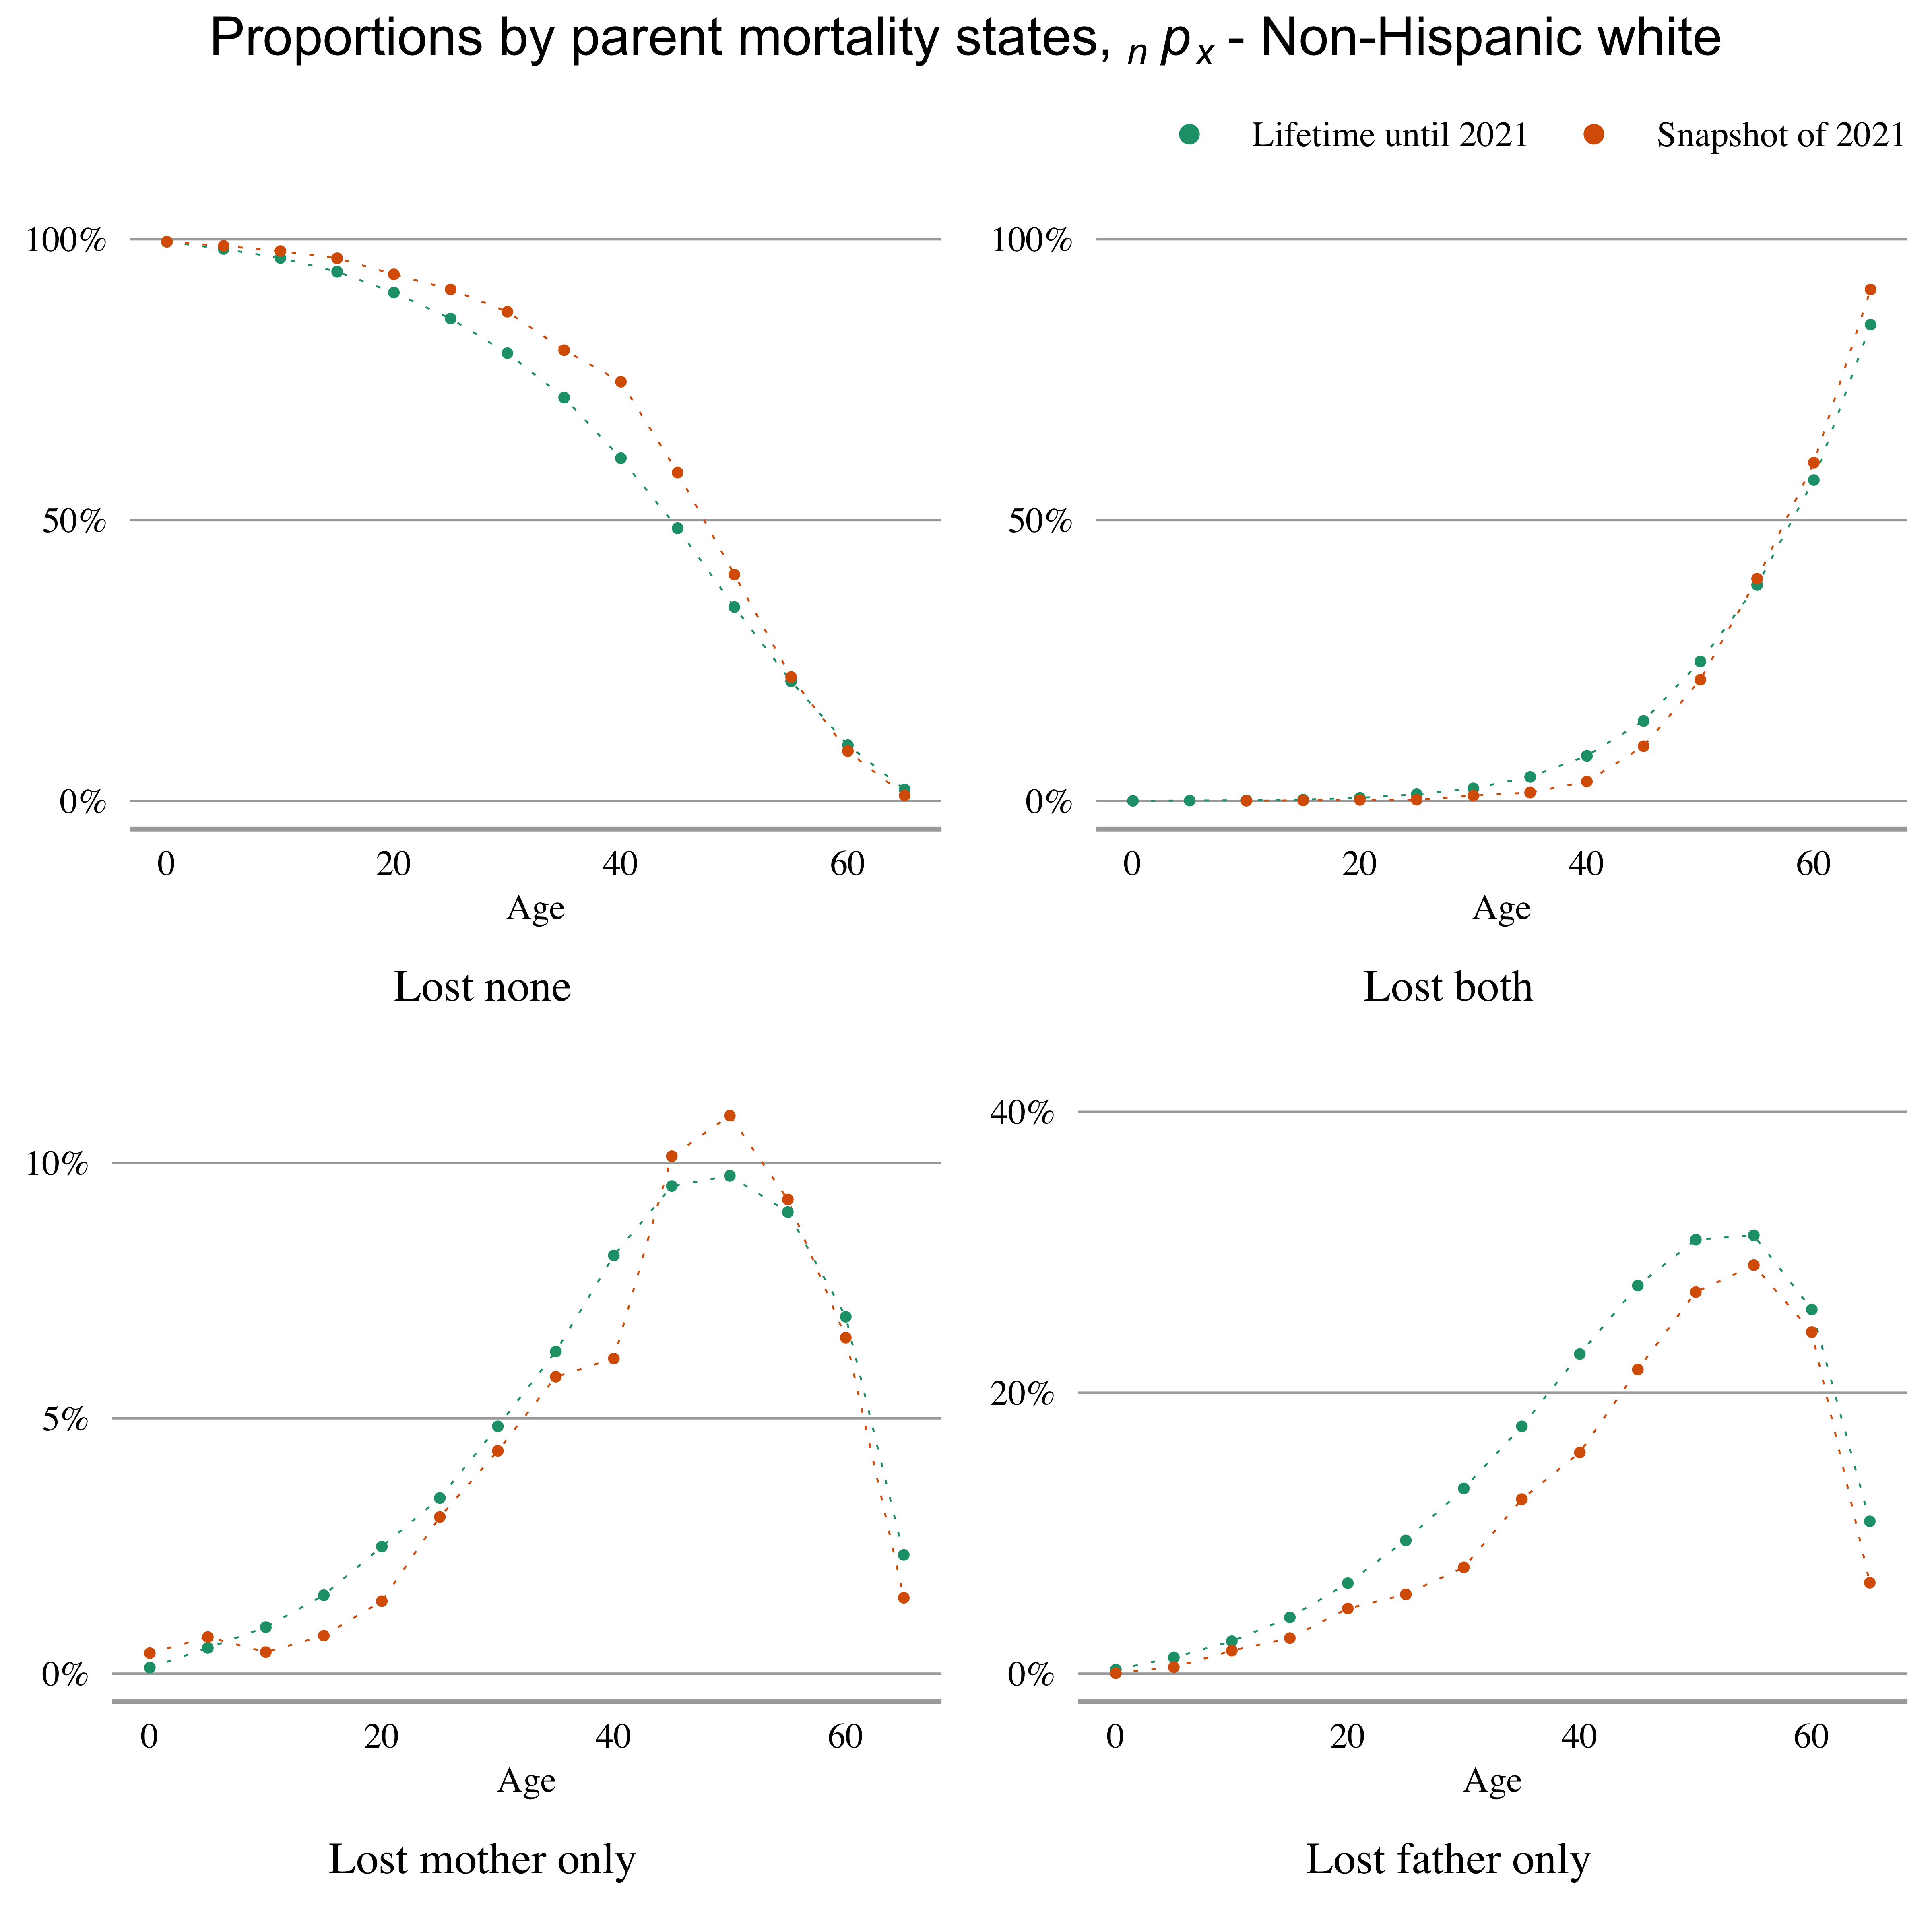 Proportions by parent mortality states, n p x - Non-Hispanic white
Lifetime until 2021 Snapshot of 2021
100%
50%
0%
0 20 40 60
Age
Lost none
100%
50%
0%
0 20 40 60
Age
Lost both
10%
5%
0%
0 20 40 60
Age
Lost mother only
40%
20%
0%
0 20 40 60
Age
Lost father only